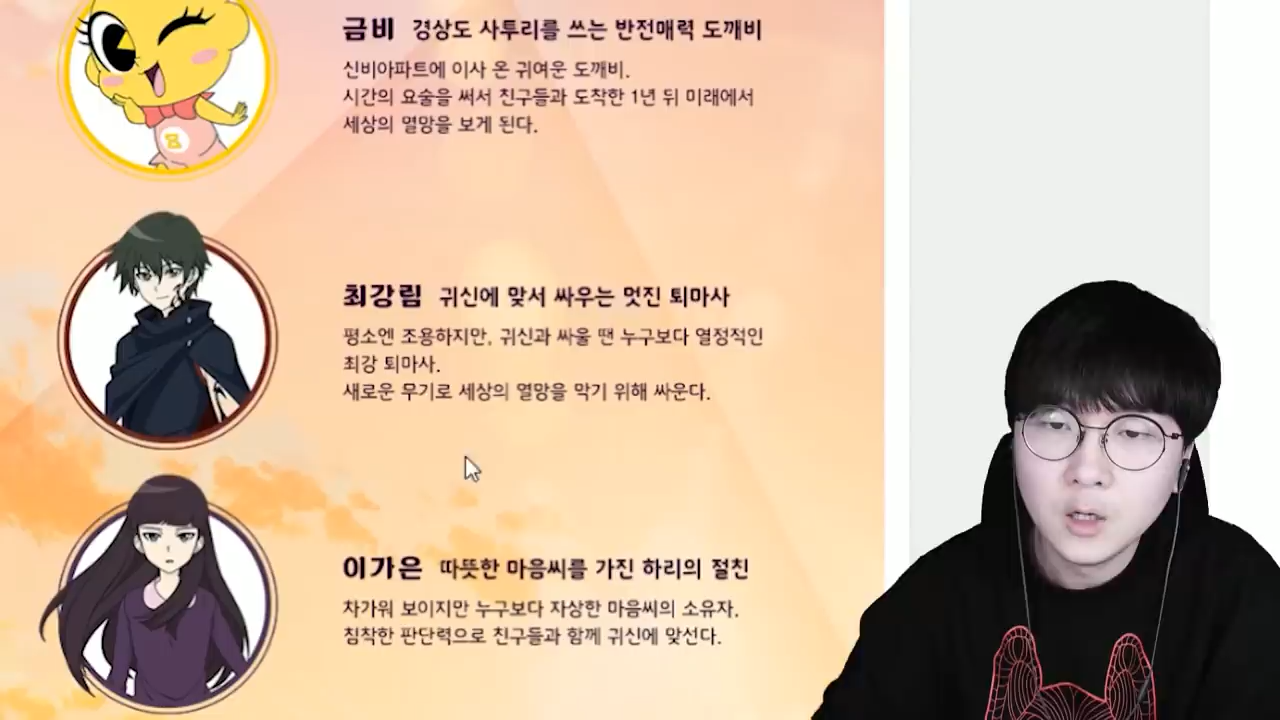 금비 경상도 사투리를 쓰는 반전매력 도깨비
신비아파트에 이사 온 귀여운 도깨비.
시간의 요술을 써서 친구들과 도착한 1년 뒤 미래에서
세상의 멸망을 보게 된다.
최강림 귀신에 맞서 싸우는 멋진 퇴마사
평소엔 조용하지만, 귀신과 싸울 땐 누구보다 열정적인
최강 퇴마사.
새로운 무기로 세상의 멸망을 막기 위해 싸운다.
이가은 따뜻한 마음씨를 가진 하리의 절친
차가워 보이지만 누구보다 자상한 마음씨의 소유자.
침착한 판단력으로 친구들과 함께 귀신에 맞선다.